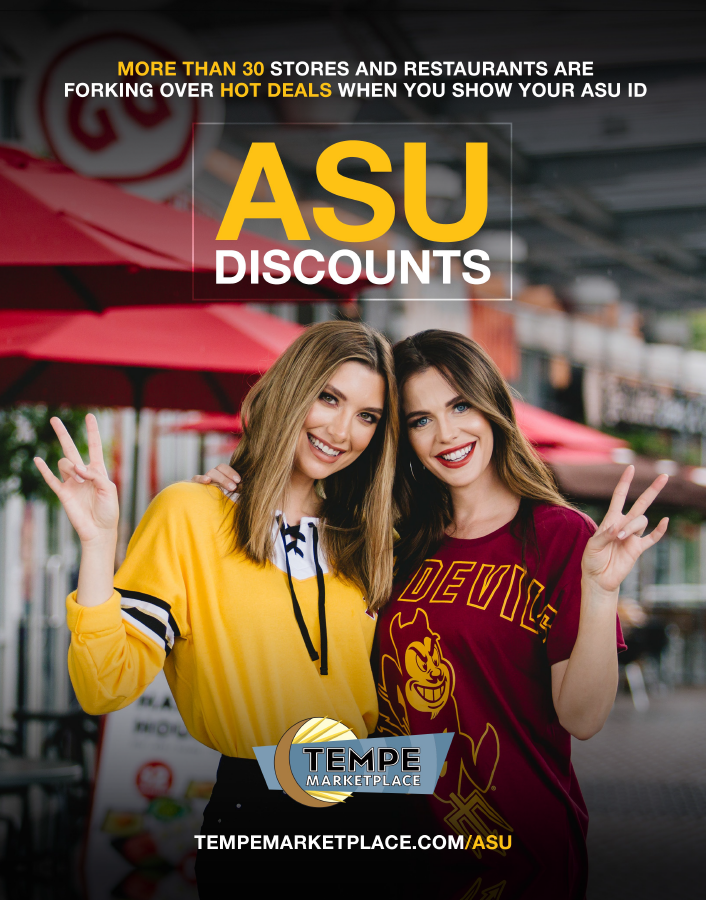 MORE THAN 30 STORES AND RESTAURANTS ARE
FORKING OVER HOT DEALS WHEN YOU SHOW YOUR ASU ID
ASU
DISCOUNTS
DEVILS
TEMPE
MARKETPLACE
TEMPEMARKETPLACE.COM/ASU